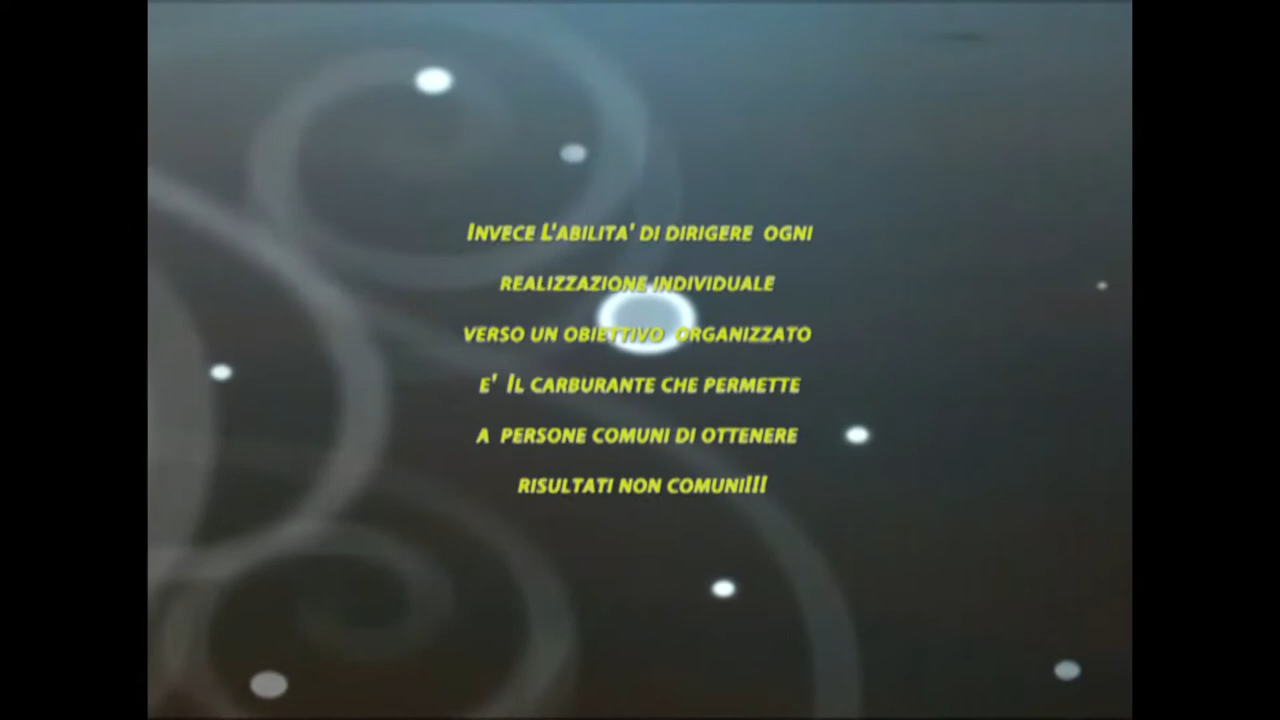 Invece L'abilita' di dirigere ogni
realizzazione individuale
verso un obiettivo organizzato
e' Il carburante che permette
a persone comuni di ottenere
risultati non comuni!!!